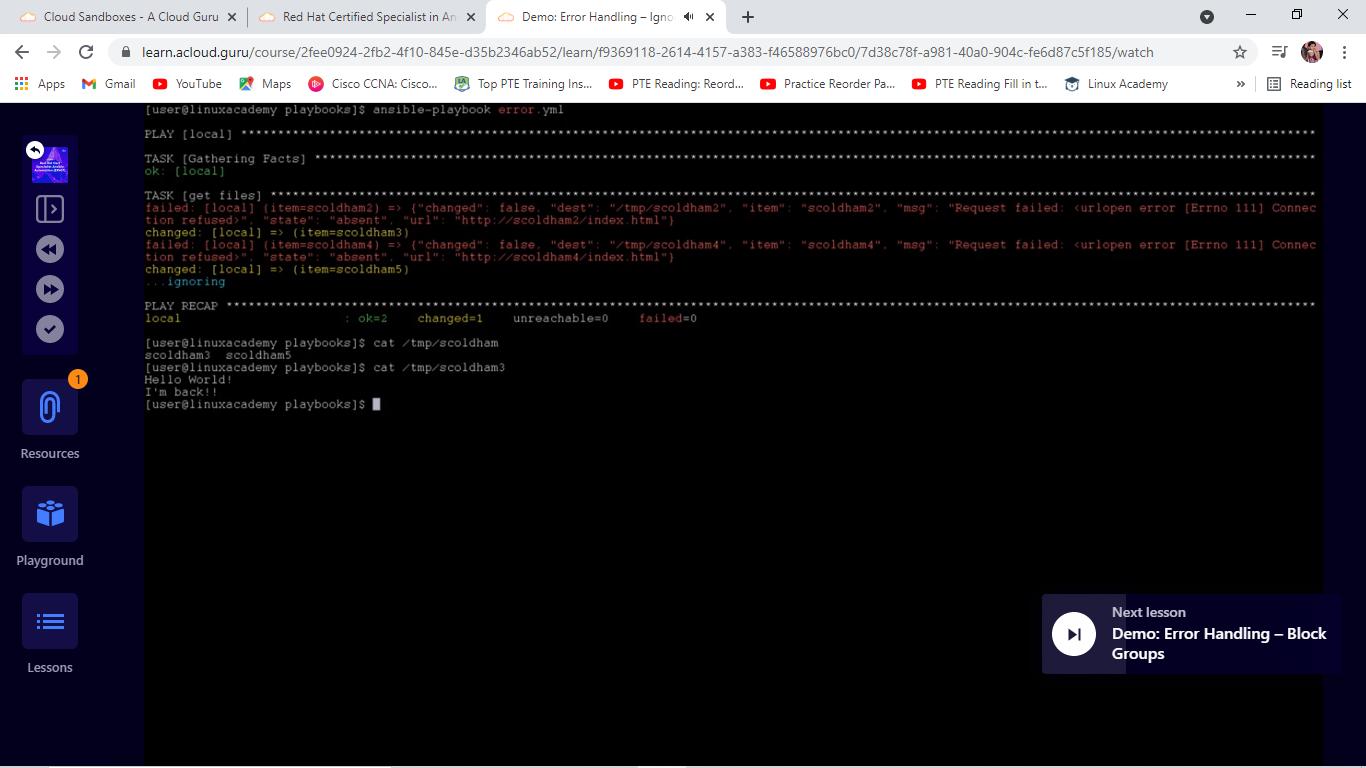 Cloud Sandboxes - A Cloud Guru
Red Hat Certified Specialist in An
Demo: Error Handling – Igno
learn.acloud.guru/course/2fee0924-2fb2-4f10-845e-d35b2346ab52/learn/f9369118-2614-4157-a383-f46588976bc0/7d38c78f-a981-40a0-904c-fe6d87c5f185/watch
Apps
Gmail
YouTube
Maps
Cisco CCNA: Cisco...
Top PTE Training Ins...
PTE Reading: Reord...
Practice Reorder Pa...
PTE Reading Fill in t...
Linux Academy
»
Reading list
[user@linuxacademy playbooks]$ ansible-playbook error.yml
PLAY [local] ****************************************************************************************************************************************************
TASK [Gathering Facts] ******************************************************************************************************************************************
ok: [local]
TASK [get files] ************************************************************************************************************************************************
failed: [local] (item=scoldham2) => {"changed": false, "dest": "/tmp/scoldham2", "item": "scoldham2", "msg": "Request failed: <urlopen error [Errno 111] Connec
tion refused>", "state": "absent", "url": "http://scoldham2/index.html"}
changed: [local] => (item=scoldham3)
failed: [local] (item=scoldham4) => {"changed": false, "dest": "/tmp/scoldham4", "item": "scoldham4", "msg": "Request failed: <urlopen error [Errno 111] Connec
tion refused>", "state": "absent", "url": "http://scoldham4/index.html"}
changed: [local] => (item=scoldham5)
...ignoring
PLAY RECAP ******************************************************************************************************************************************************
local : ok=2 changed=1 unreachable=0 failed=0
[user@linuxacademy playbooks]$ cat /tmp/scoldham
scoldham3 scoldham5
[user@linuxacademy playbooks]$ cat /tmp/scoldham3
Hello World!
I'm back!!
[user@linuxacademy playbooks]$
1
Resources
Playground
Lessons
Next lesson
Demo: Error Handling – Block
Groups